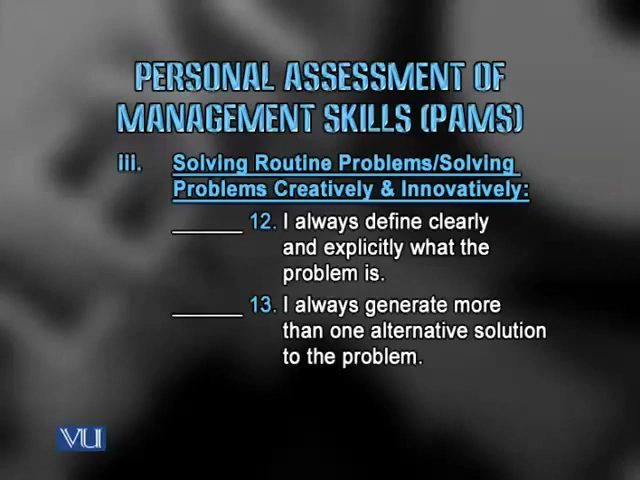 PERSONAL ASSESSMENT OF
MANAGEMENT SKILLS (PAMS)
iii. Solving Routine Problems/Solving
Problems Creatively & Innovatively:
______ 12. I always define clearly
and explicitly what the
problem is.
______ 13. I always generate more
than one alternative solution
to the problem.
VU